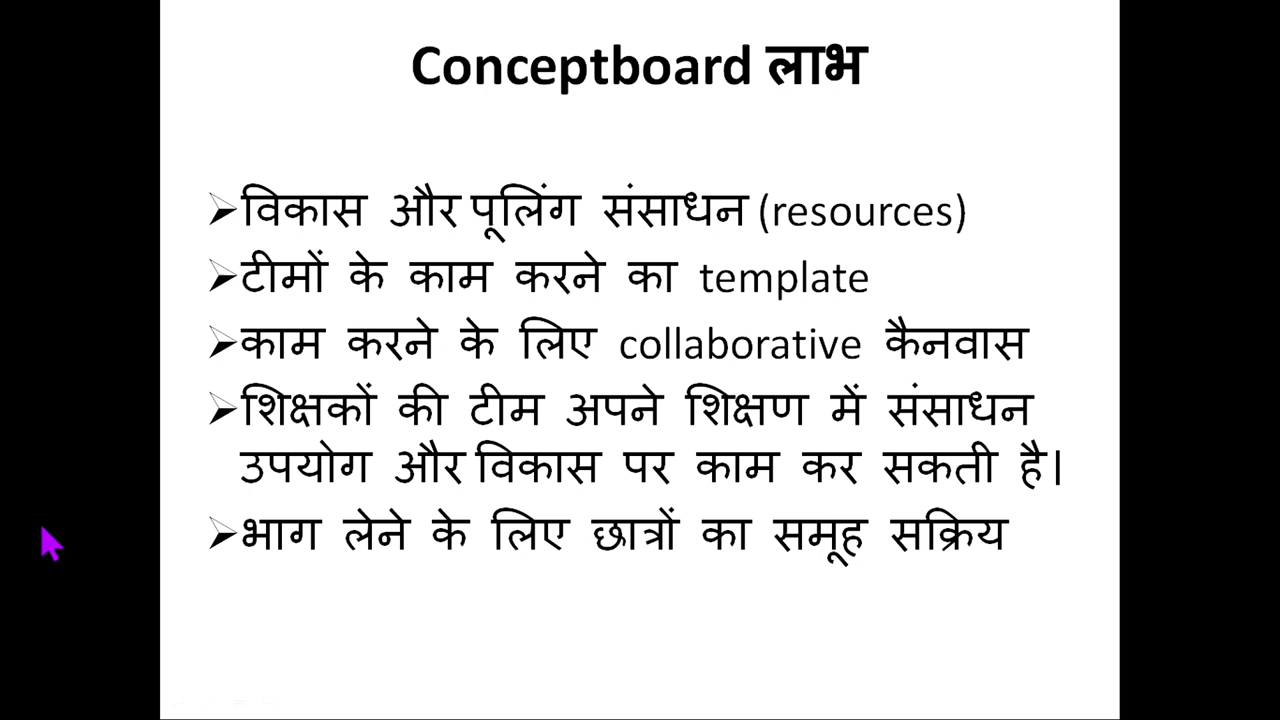 Conceptboard लाभ
➢विकास और पूलिंग संसाधन (resources)
➢टीमों के काम करने का template
➢काम करने के लिए collaborative कैनवास
➢शिक्षकों की टीम अपने शिक्षण में संसाधन
उपयोग और विकास पर काम कर सकती है।
➢भाग लेने के लिए छात्रों का समूह सक्रिय